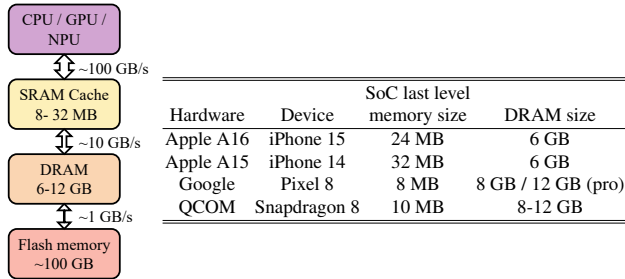 CPU / GPU /
NPU
~100 GB/s
SRAM Cache
8- 32 MB
~10 GB/s
DRAM
6-12 GB
~1 GB/s
Flash memory
~100 GB
SoC last level
Hardware Device memory size DRAM size
Apple A16 iPhone 15 24 MB 6 GB
Apple A15 iPhone 14 32 MB 6 GB
Google Pixel 8 8 MB 8 GB / 12 GB (pro)
QCOM Snapdragon 8 10 MB 8-12 GB